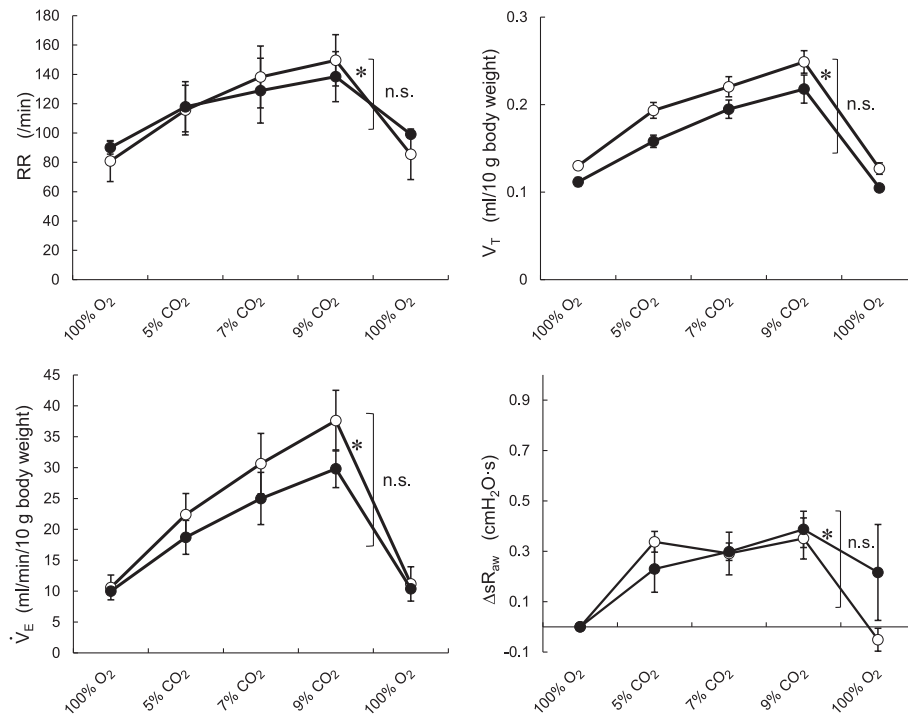 RR (/min)
180
160
140
120
100
80
60
40
20
0
*
n.s.
100% O₂
5% CO₂
7% CO₂
9% CO₂
100% O₂
V_T (ml/10 g body weight)
0.3
0.2
0.1
0
*
n.s.
100% O₂
5% CO₂
7% CO₂
9% CO₂
100% O₂
V̇_E (ml/min/10 g body weight)
45
40
35
30
25
20
15
10
5
0
*
n.s.
100% O₂
5% CO₂
7% CO₂
9% CO₂
100% O₂
ΔsR_aw (cmH₂O·s)
0.9
0.7
0.5
0.3
0.1
-0.1
*
n.s.
100% O₂
5% CO₂
7% CO₂
9% CO₂
100% O₂